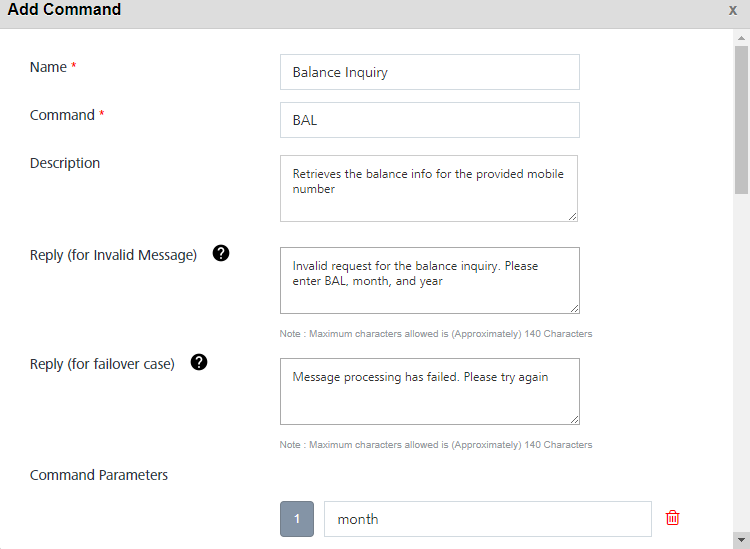 Add Command
x
Name *
Balance Inquiry
Command *
BAL
Description
Retrieves the balance info for the provided mobile
number
Reply (for Invalid Message) ?
Invalid request for the balance inquiry. Please
enter BAL, month, and year
Note : Maximum characters allowed is (Approximately) 140 Characters
Reply (for failover case) ?
Message processing has failed. Please try again
Note : Maximum characters allowed is (Approximately) 140 Characters
Command Parameters
1
month